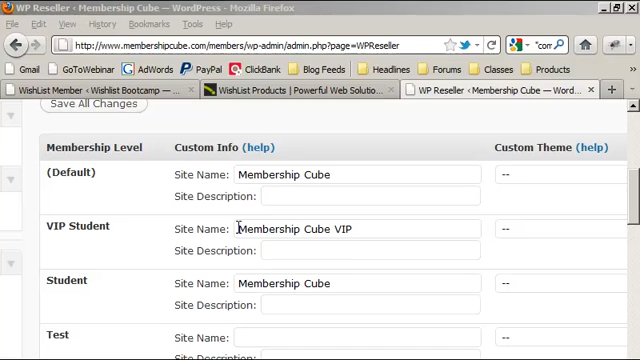 WP Reseller ‹ Membership Cube — WordPress - Mozilla Firefox
File Edit View History Bookmarks Tools Help
http://www.membershipcube.com/members/wp-admin/admin.php?page=WPReseller
"con
Gmail GoToWebinar AdWords PayPal ClickBank Blog Feeds Headlines Forums Classes Products
WishList Member ‹ Wishlist Bootcamp — ... × WishList Products | Powerful Web Solution... × WP Reseller ‹ Membership Cube — Word... × +
Save All Changes
Membership Level Custom Info (help) Custom Theme (help)
(Default) Site Name: Membership Cube --
Site Description:
VIP Student Site Name: Membership Cube VIP --
Site Description:
Student Site Name: Membership Cube --
Site Description:
Test Site Name: --
Site Description: